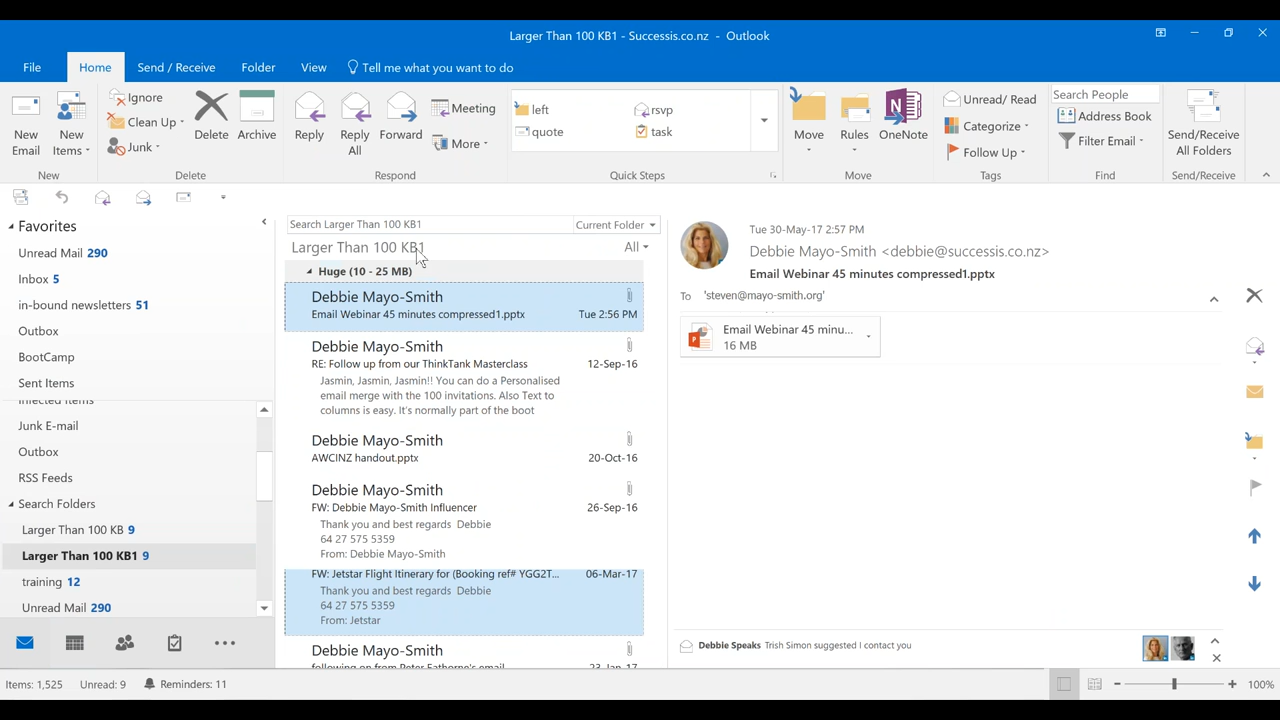 Larger Than 100 KB1 - Successis.co.nz - Outlook
File Home Send / Receive Folder View Tell me what you want to do
New Email
New Items
Ignore
Clean Up
Junk
Delete
Archive
Reply
Reply All
Forward
Meeting
More
left
quote
rsvp
task
Move
Rules
OneNote
Unread/ Read
Categorize
Follow Up
Search People
Address Book
Filter Email
Send/Receive All Folders
New Delete Respond Quick Steps Move Tags Find Send/Receive
Favorites
Unread Mail 290
Inbox 5
in-bound newsletters 51
Outbox
BootCamp
Sent Items
Infected Items
Junk E-mail
Outbox
RSS Feeds
Search Folders
Larger Than 100 KB 9
Larger Than 100 KB1 9
training 12
Unread Mail 290
Search Larger Than 100 KB1 Current Folder
Larger Than 100 KB1 All
Huge (10 - 25 MB)
Debbie Mayo-Smith
Email Webinar 45 minutes compressed1.pptx Tue 2:56 PM
Debbie Mayo-Smith
RE: Follow up from our ThinkTank Masterclass 12-Sep-16
Jasmin, Jasmin, Jasmin!! You can do a Personalised
email merge with the 100 invitations. Also Text to
columns is easy. It's normally part of the boot
Debbie Mayo-Smith
AWCINZ handout.pptx 20-Oct-16
Debbie Mayo-Smith
FW: Debbie Mayo-Smith Influencer 26-Sep-16
Thank you and best regards Debbie
64 27 575 5359
From: Debbie Mayo-Smith
FW: Jetstar Flight Itinerary for (Booking ref# YGG2T... 06-Mar-17
Thank you and best regards Debbie
64 27 575 5359
From: Jetstar
Debbie Mayo-Smith
following on from Peter Fathorne's email 23-Jan-17
Tue 30-May-17 2:57 PM
Debbie Mayo-Smith <debbie@successis.co.nz>
Email Webinar 45 minutes compressed1.pptx
To 'steven@mayo-smith.org'
Email Webinar 45 minu...
16 MB
Debbie Speaks Trish Simon suggested I contact you
Items: 1,525 Unread: 9 Reminders: 11 100%